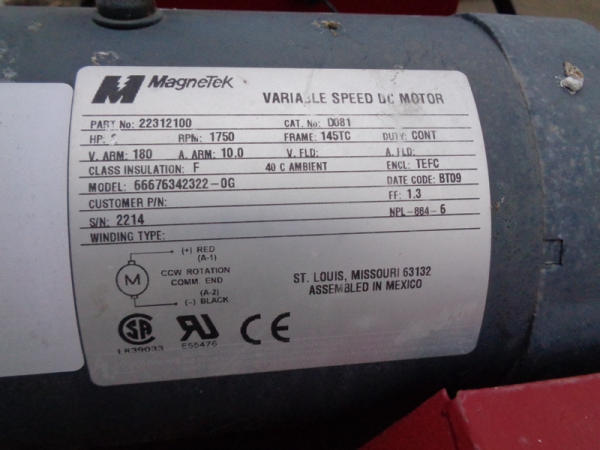 MagneTek
VARIABLE SPEED DC MOTOR
PART No: 22312100 CAT. No: D081
HP: RPM: 1750 FRAME: 145TC DUTY: CONT
V. ARM: 180 A. ARM: 10.0 V. FLD: A. FLD:
CLASS INSULATION: F 40 C AMBIENT ENCL: TEFC
MODEL: 66676342322-0G DATE CODE: BT09
CUSTOMER P/N: FF: 1.3
S/N: 2214 NPL-884-6
WINDING TYPE:
(+) RED
(A-1)
M
CCW ROTATION
COMM. END
(A-2)
(-) BLACK
ST. LOUIS, MISSOURI 63132
ASSEMBLED IN MEXICO
LR39033 E55476
CE